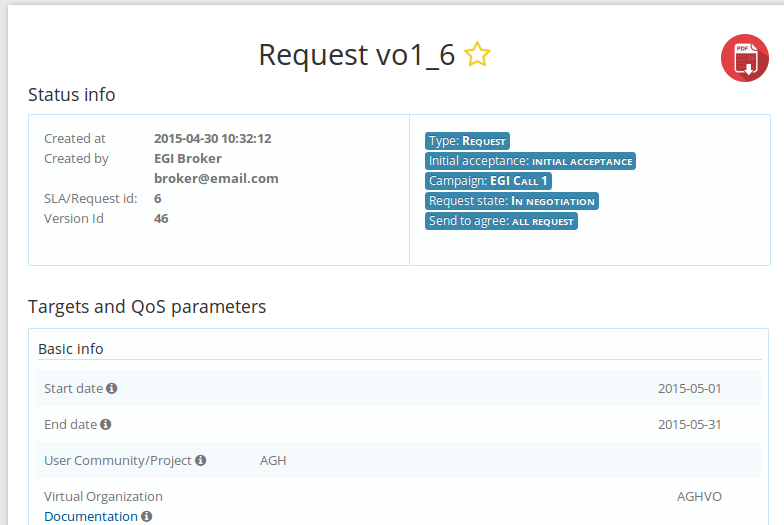 Request vo1_6
PDF
Status info
Created at 2015-04-30 10:32:12
Created by EGI Broker
broker@email.com
SLA/Request id: 6
Version Id 46
Type: REQUEST
Initial acceptance: INITIAL ACCEPTANCE
Campaign: EGI CALL 1
Request state: IN NEGOTIATION
Send to agree: ALL REQUEST
Targets and QoS parameters
Basic info
Start date 2015-05-01
End date 2015-05-31
User Community/Project AGH
Virtual Organization AGHVO
Documentation